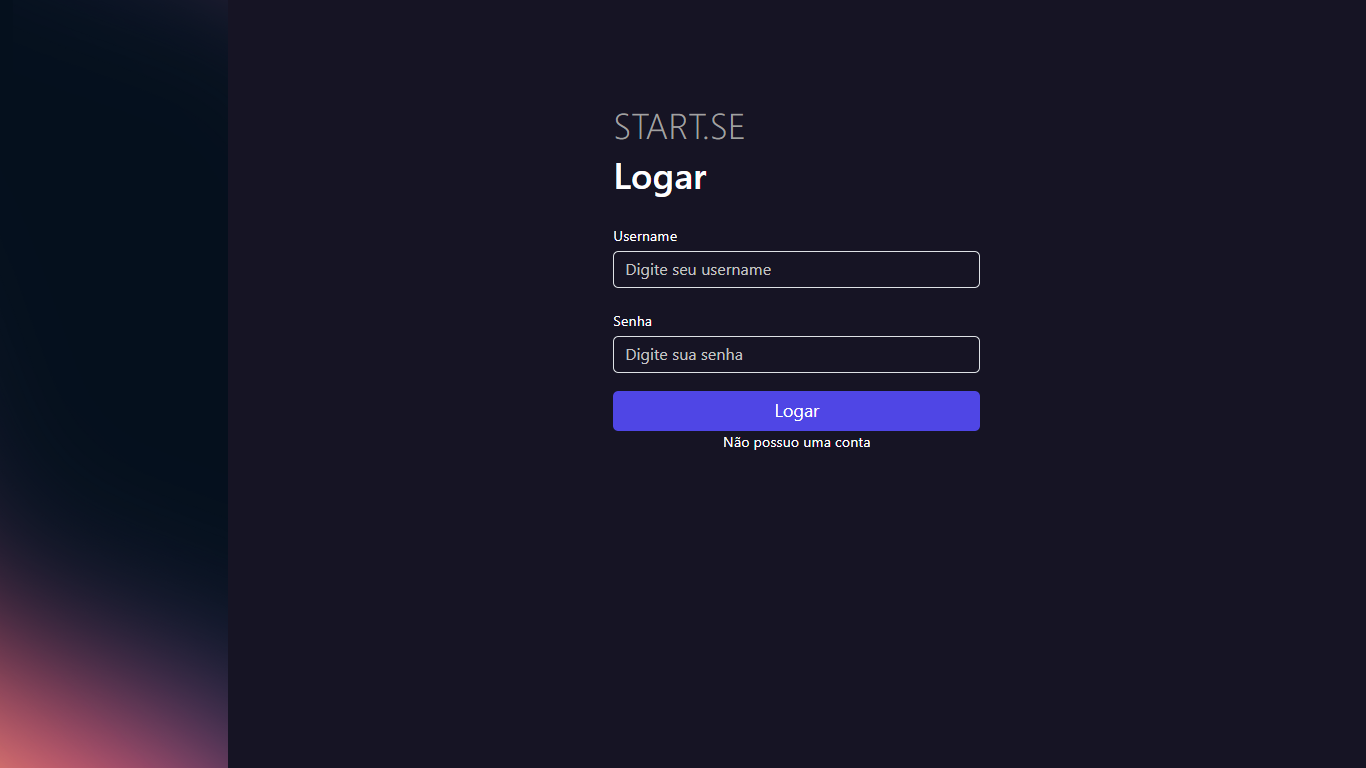 START.SE
Logar
Username
Digite seu username
Senha
Digite sua senha
Logar
Não possuo uma conta